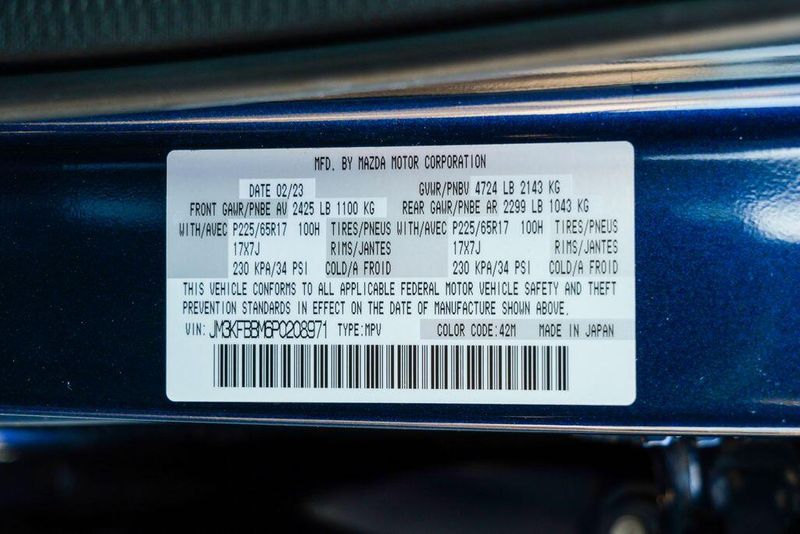 MFD. BY MAZDA MOTOR CORPORATION
DATE 02/23 GVWR/PNBV 4724 LB 2143 KG
FRONT GAWR/PNBE AV 2425 LB 1100 KG REAR GAWR/PNBE AR 2299 LB 1043 KG
WITH/AVEC P225/65R17 100H TIRES/PNEUS WITH/AVEC P225/65R17 100H TIRES/PNEUS
17X7J RIMS/JANTES 17X7J RIMS/JANTES
230 KPA/34 PSI COLD/A FROID 230 KPA/34 PSI COLD/A FROID
THIS VEHICLE CONFORMS TO ALL APPLICABLE FEDERAL MOTOR VEHICLE SAFETY AND THEFT
PREVENTION STANDARDS IN EFFECT ON THE DATE OF MANUFACTURE SHOWN ABOVE.
VIN: JM3KFBBM6P0208971 TYPE:MPV COLOR CODE:42M MADE IN JAPAN